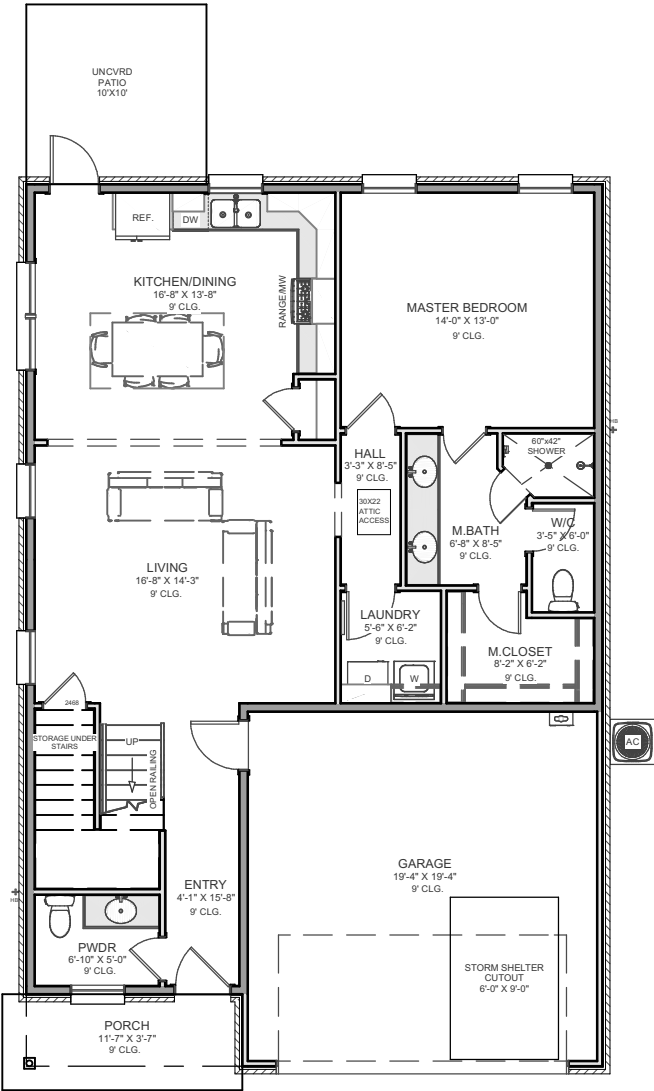 UNCVRD
PATIO
10'X10'
REF.
DW
KITCHEN/DINING
16'-8" X 13'-8"
9' CLG.
RANGE/MW
MASTER BEDROOM
14'-0" X 13'-0"
9' CLG.
HB
HALL
3'-3" X 8'-5"
9' CLG.
30X22
ATTIC
ACCESS
60"x42"
SHOWER
M.BATH
6'-8" X 8'-5"
9' CLG.
W/C
3'-5" X 6'-0"
9' CLG.
LIVING
16'-8" X 14'-3"
9' CLG.
LAUNDRY
5'-6" X 6'-2"
9' CLG.
D
W
M.CLOSET
8'-2" X 6'-2"
9' CLG.
2468
STORAGE UNDER
STAIRS
UP
OPEN RAILING
AC
GARAGE
19'-4" X 19'-4"
9' CLG.
ENTRY
4'-1" X 15'-8"
9' CLG.
HB
PWDR
6'-10" X 5'-0"
9' CLG.
STORM SHELTER
CUTOUT
6'-0" X 9'-0"
PORCH
11'-7" X 3'-7"
9' CLG.